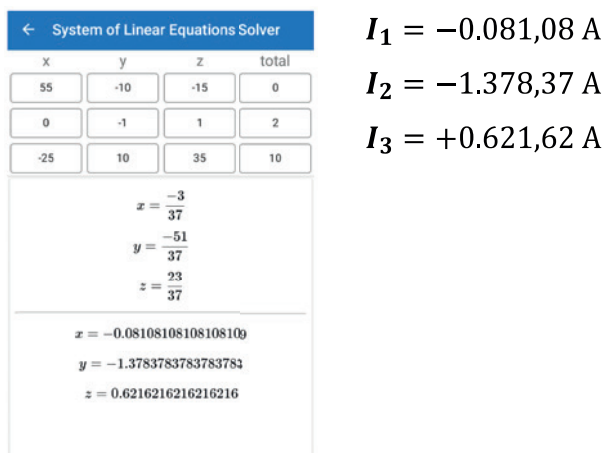 ← System of Linear Equations Solver
x y z total
55 -10 -15 0
0 -1 1 2
-25 10 35 10
x = -3/37
y = -51/37
z = 23/37
x = −0.08108108108108109
y = −1.3783783783783783
z = 0.6216216216216216
I₁ = −0.081,08 A
I₂ = −1.378,37 A
I₃ = +0.621,62 A